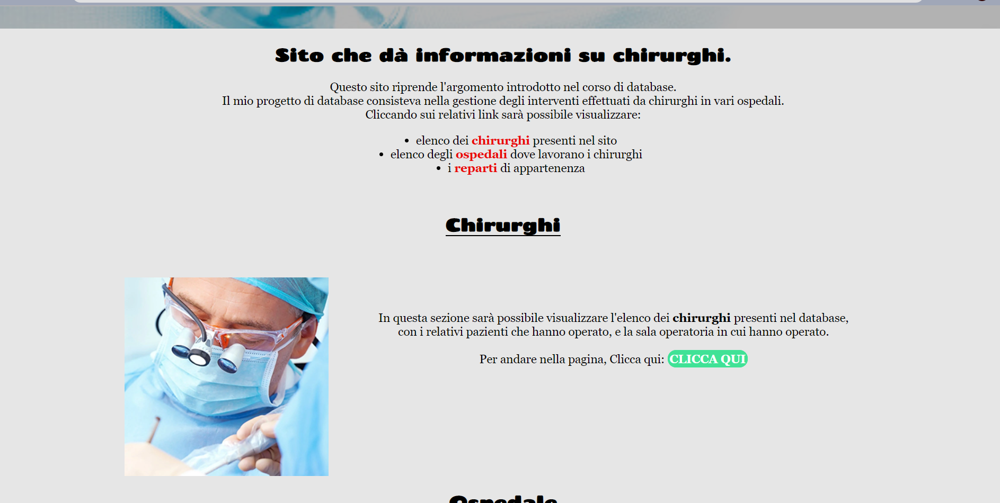 Sito che dà informazioni su chirurghi.
Questo sito riprende l'argomento introdotto nel corso di database.
Il mio progetto di database consisteva nella gestione degli interventi effettuati da chirurghi in vari ospedali.
Cliccando sui relativi link sarà possibile visualizzare:
• elenco dei chirurghi presenti nel sito
• elenco degli ospedali dove lavorano i chirurghi
• i reparti di appartenenza
Chirurghi
In questa sezione sarà possibile visualizzare l'elenco dei chirurghi presenti nel database,
con i relativi pazienti che hanno operato, e la sala operatoria in cui hanno operato.
Per andare nella pagina, Clicca qui: CLICCA QUI
Ospedale